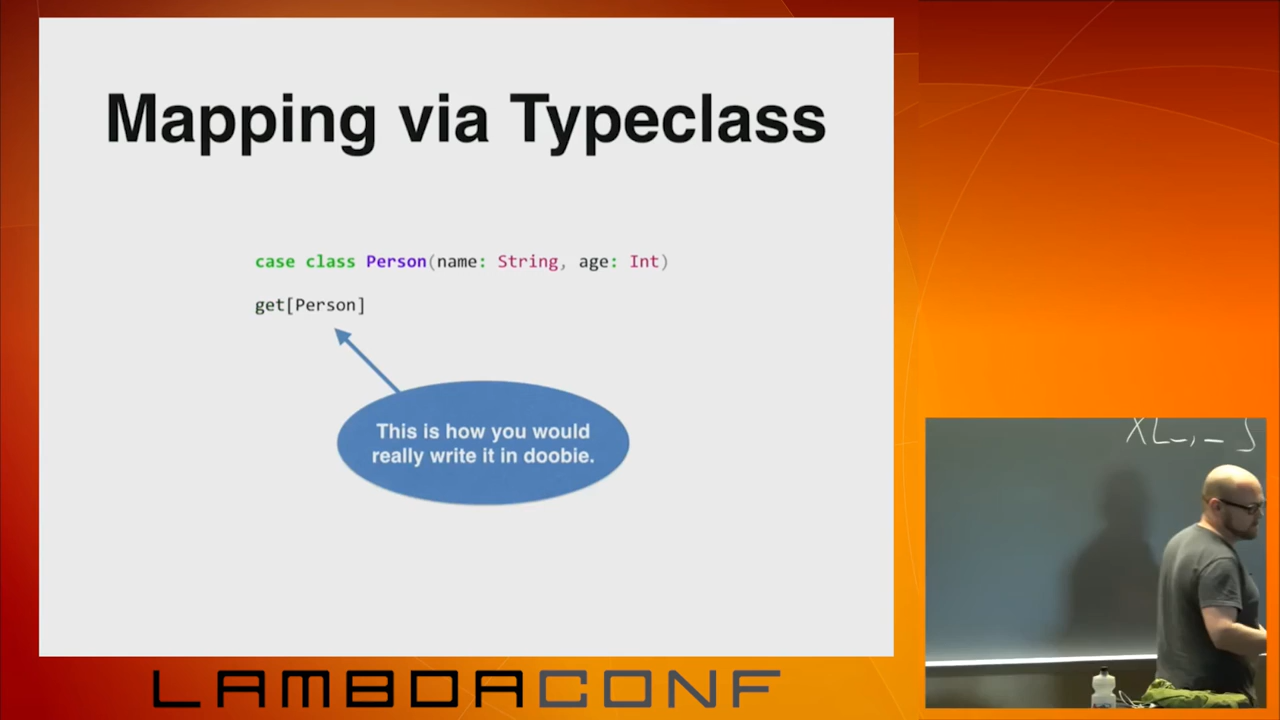 Mapping via Typeclass
case class Person(name: String, age: Int)
get[Person]
This is how you would
really write it in doobie.
X[_, _]
LAMBDACONF